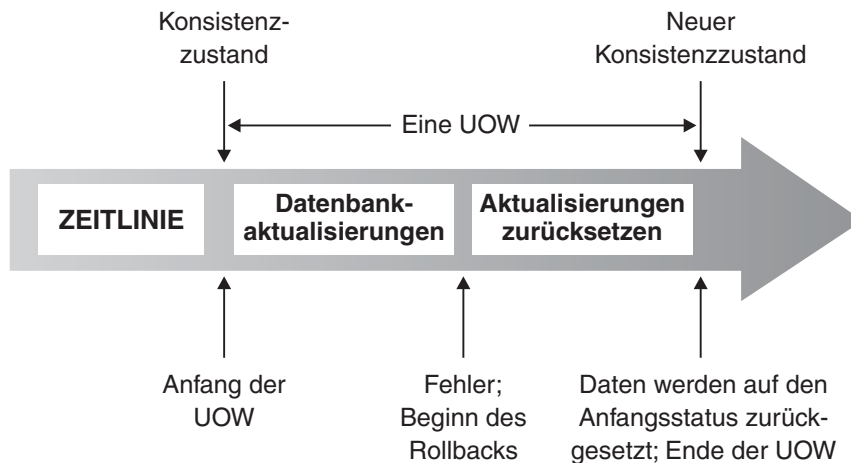 Konsistenz-
zustand
Neuer
Konsistenzzustand
Eine UOW
ZEITLINIE
Datenbank-
aktualisierungen
Aktualisierungen
zurücksetzen
Anfang der
UOW
Fehler;
Beginn des
Rollbacks
Daten werden auf den
Anfangsstatus zurück-
gesetzt; Ende der UOW